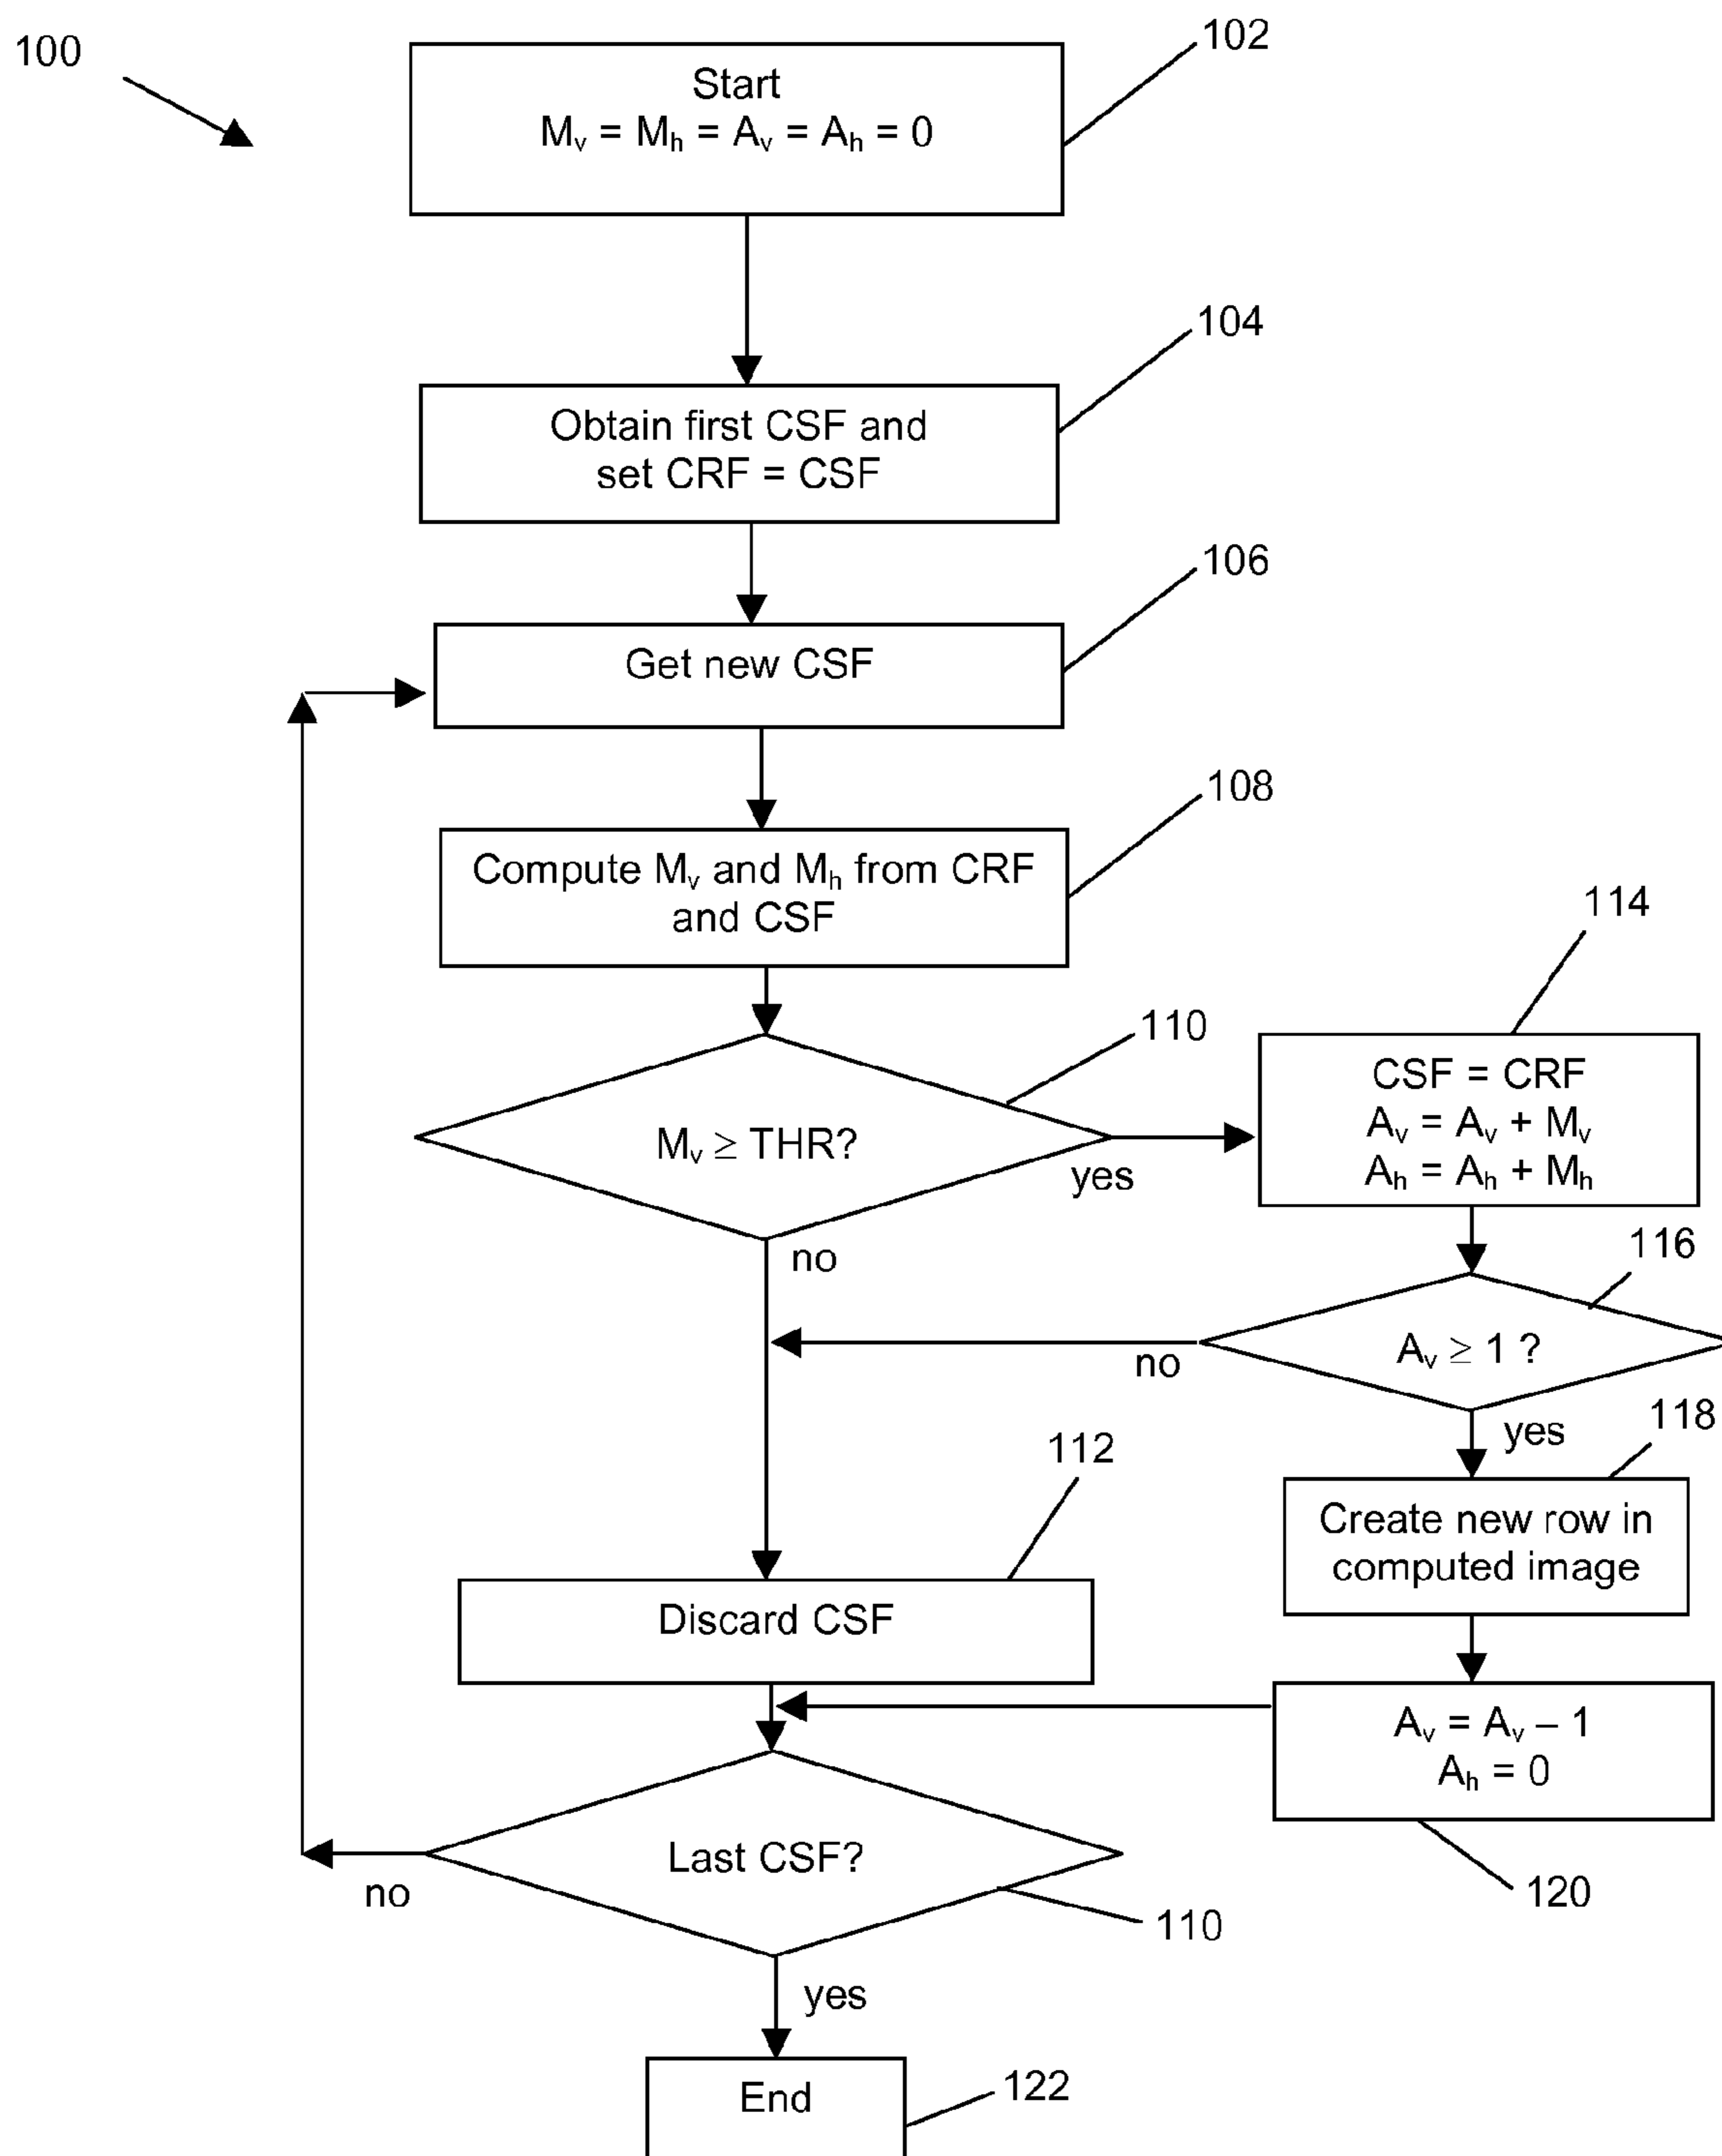 100
102
Start
Mᵥ = Mₕ = Aᵥ = Aₕ = 0
104
Obtain first CSF and
set CRF = CSF
106
Get new CSF
108
Compute Mᵥ and Mₕ from CRF
and CSF
110
Mᵥ ≥ THR?
yes
no
114
CSF = CRF
Aᵥ = Aᵥ + Mᵥ
Aₕ = Aₕ + Mₕ
116
Aᵥ ≥ 1 ?
no
yes
118
Create new row in
computed image
112
Discard CSF
Aᵥ = Aᵥ – 1
Aₕ = 0
120
Last CSF?
no
110
yes
End
122